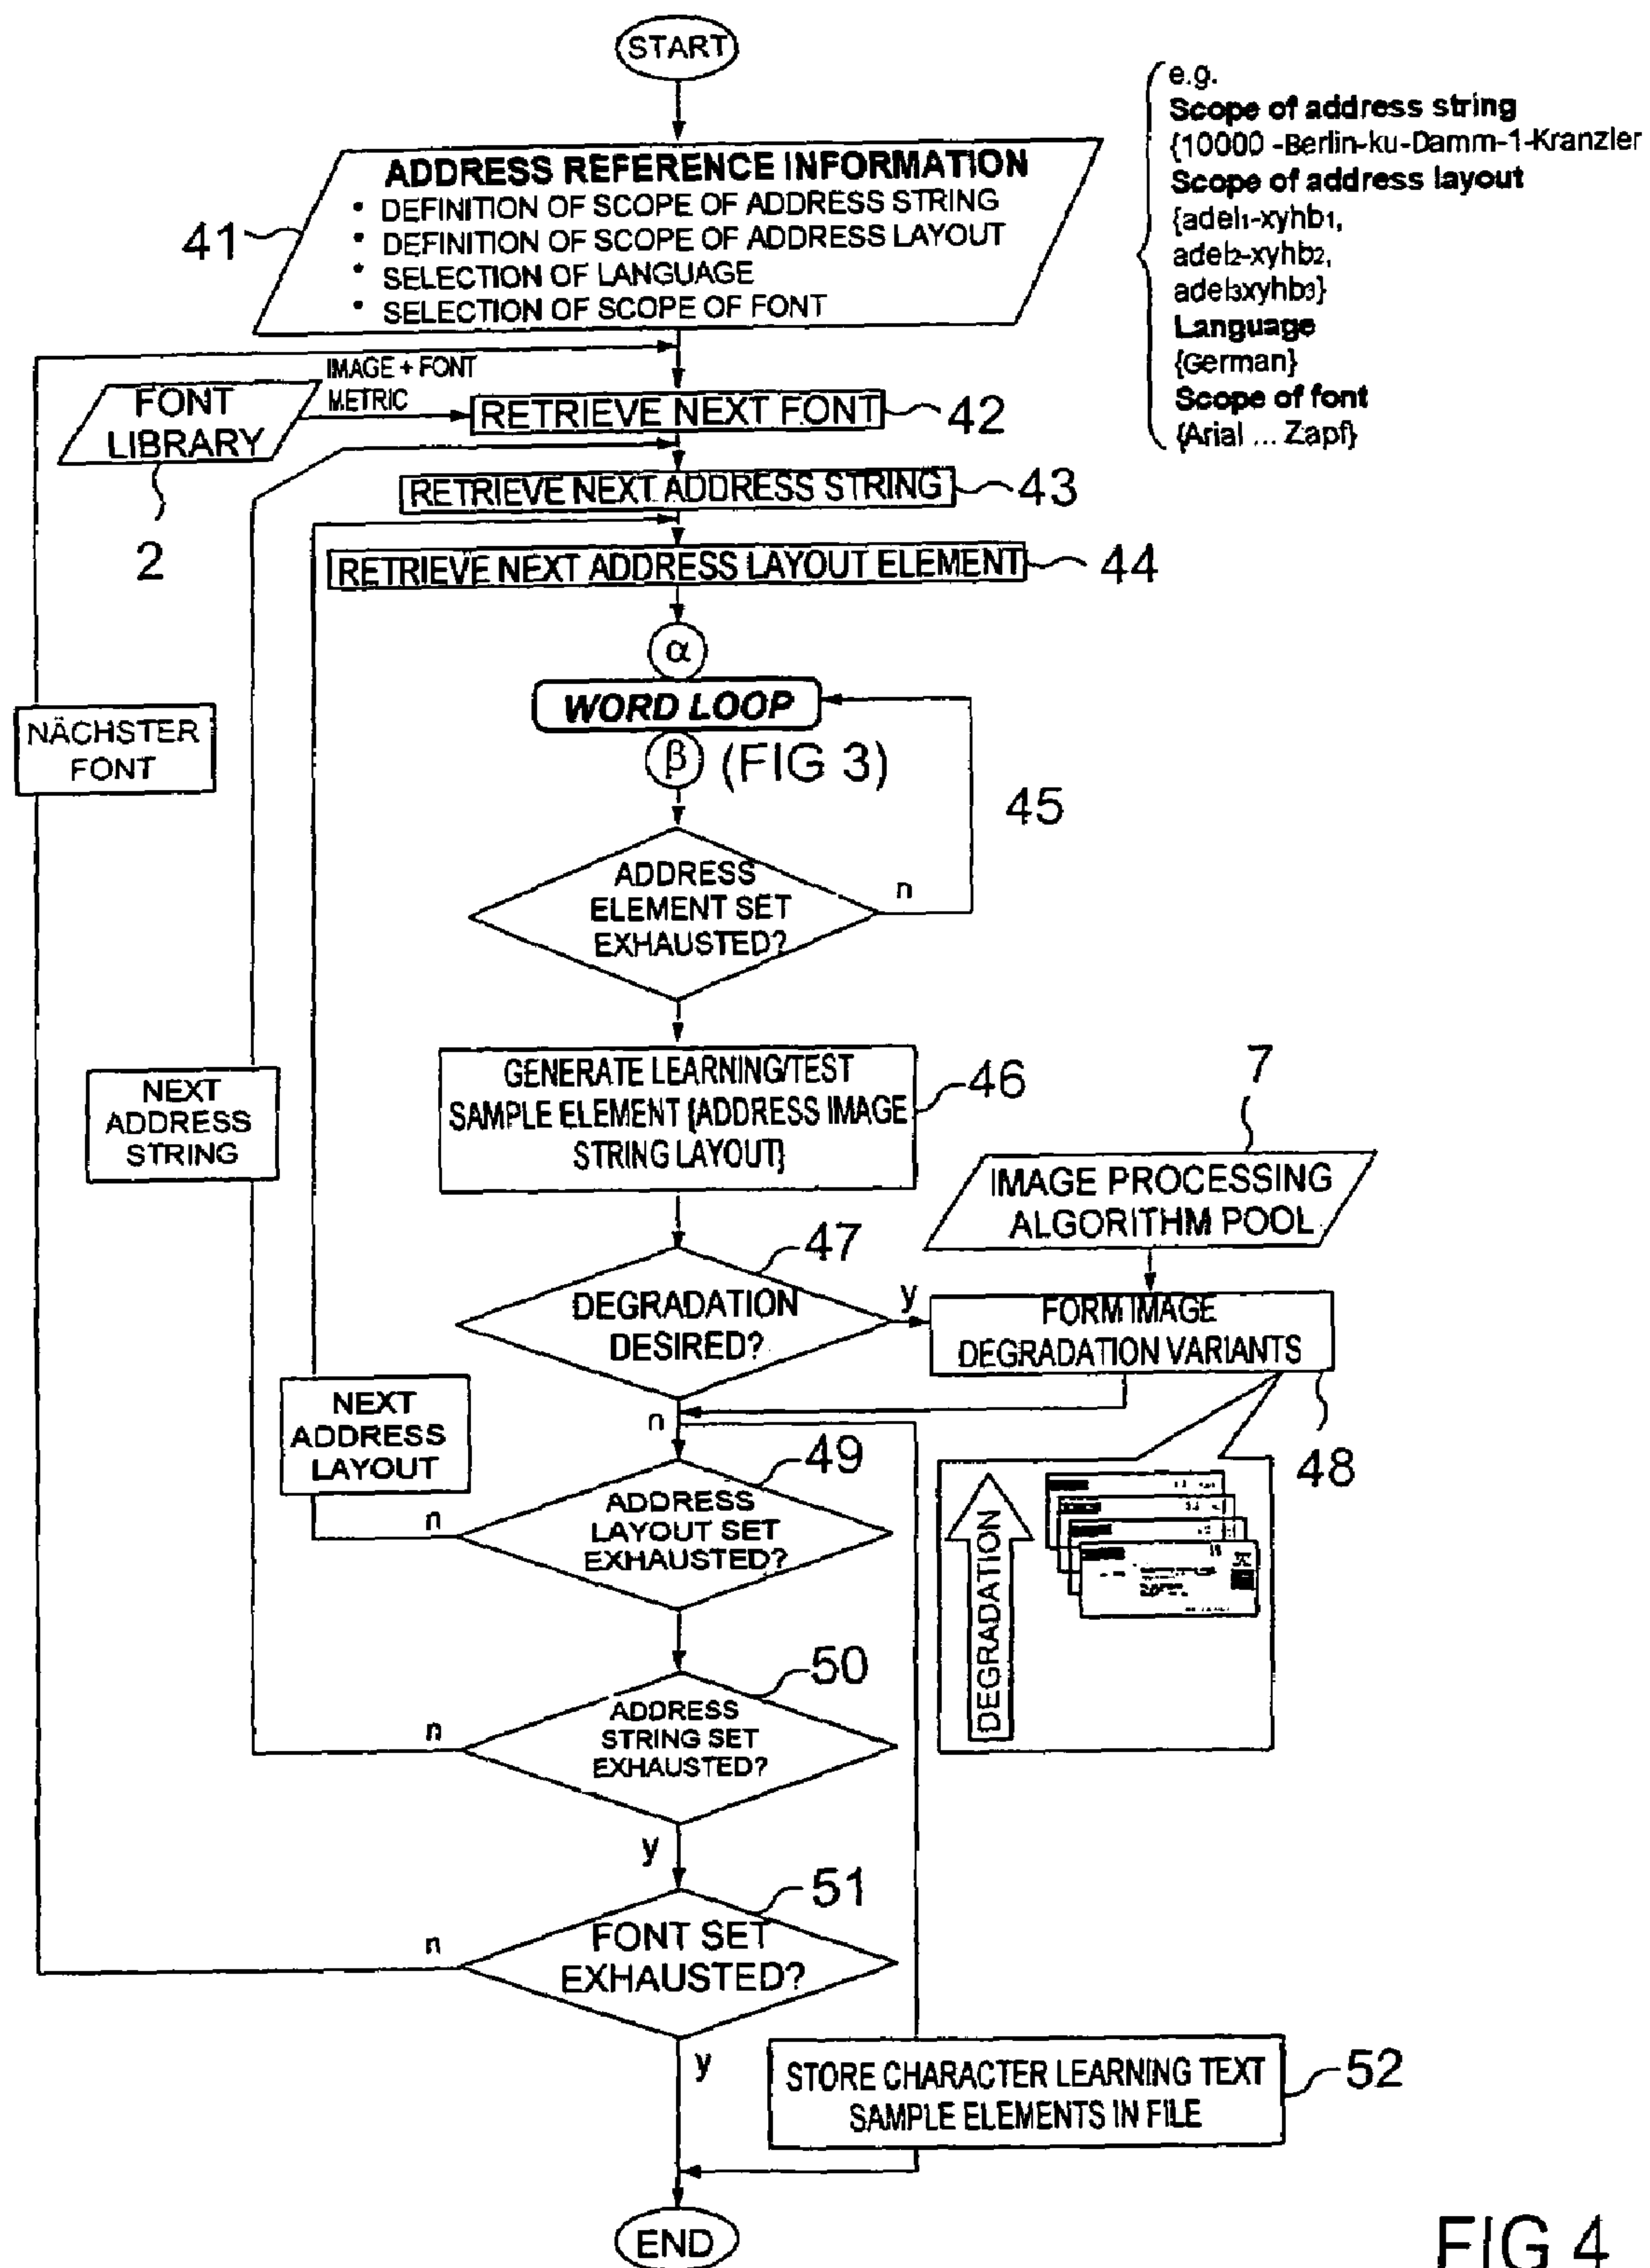 START
e.g.
Scope of address string
{10000 -Berlin-ku-Damm-1-Kranzler
Scope of address layout
{adel1-xyhb1,
adel2-xyhb2,
adel3xyhb3}
Language
{German}
Scope of font
{Arial ... Zapf}
ADDRESS REFERENCE INFORMATION
• DEFINITION OF SCOPE OF ADDRESS STRING
• DEFINITION OF SCOPE OF ADDRESS LAYOUT
• SELECTION OF LANGUAGE
• SELECTION OF SCOPE OF FONT
41
IMAGE + FONT
METRIC
FONT
LIBRARY
2
RETRIEVE NEXT FONT
42
RETRIEVE NEXT ADDRESS STRING
43
RETRIEVE NEXT ADDRESS LAYOUT ELEMENT
44
α
WORD LOOP
β (FIG 3)
NÄCHSTER
FONT
45
ADDRESS
ELEMENT SET
EXHAUSTED?
n
GENERATE LEARNING/TEST
SAMPLE ELEMENT {ADDRESS IMAGE
STRING LAYOUT}
46
NEXT
ADDRESS
STRING
7
IMAGE PROCESSING
ALGORITHM POOL
47
DEGRADATION
DESIRED?
y
n
FORM IMAGE
DEGRADATION VARIANTS
48
DEGRADATION
NEXT
ADDRESS
LAYOUT
49
ADDRESS
LAYOUT SET
EXHAUSTED?
n
50
ADDRESS
STRING SET
EXHAUSTED?
n
y
51
FONT SET
EXHAUSTED?
n
y
STORE CHARACTER LEARNING TEXT
SAMPLE ELEMENTS IN FILE
52
END
FIG 4